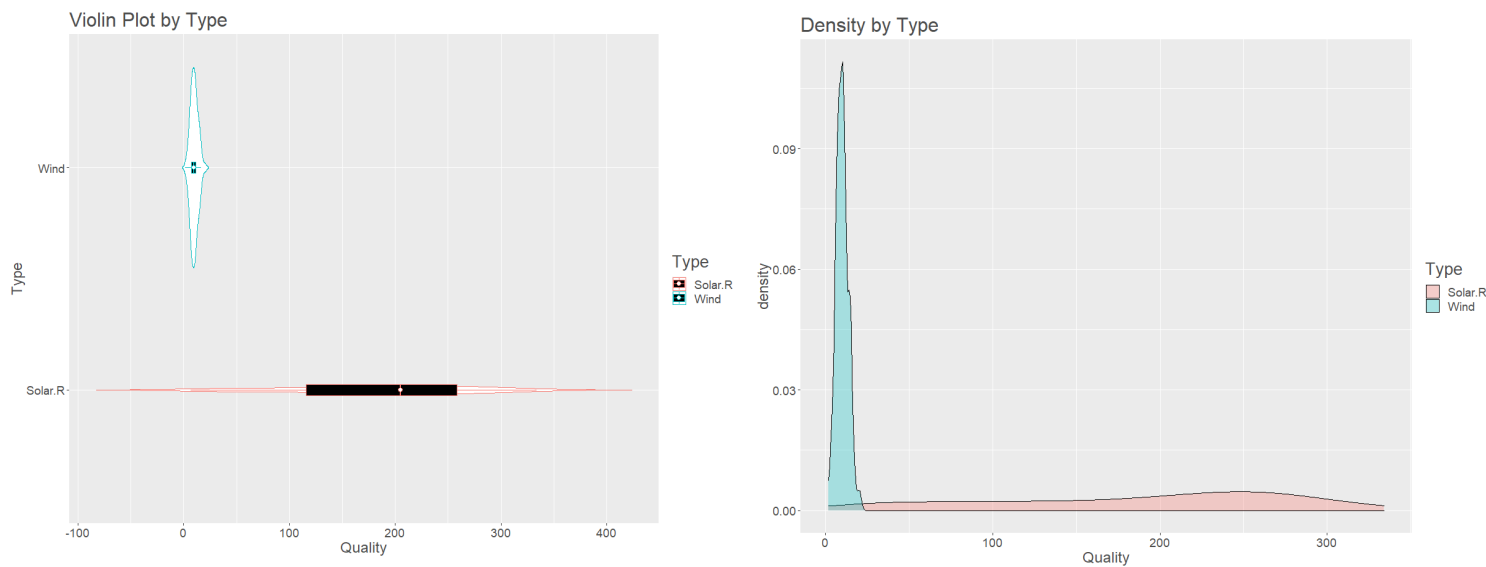 Violin Plot by Type
Type
Wind
Solar.R
-100 0 100 200 300 400
Quality
Type
Solar.R
Wind
Density by Type
density
0.09
0.06
0.03
0.00
0 100 200 300
Quality
Type
Solar.R
Wind